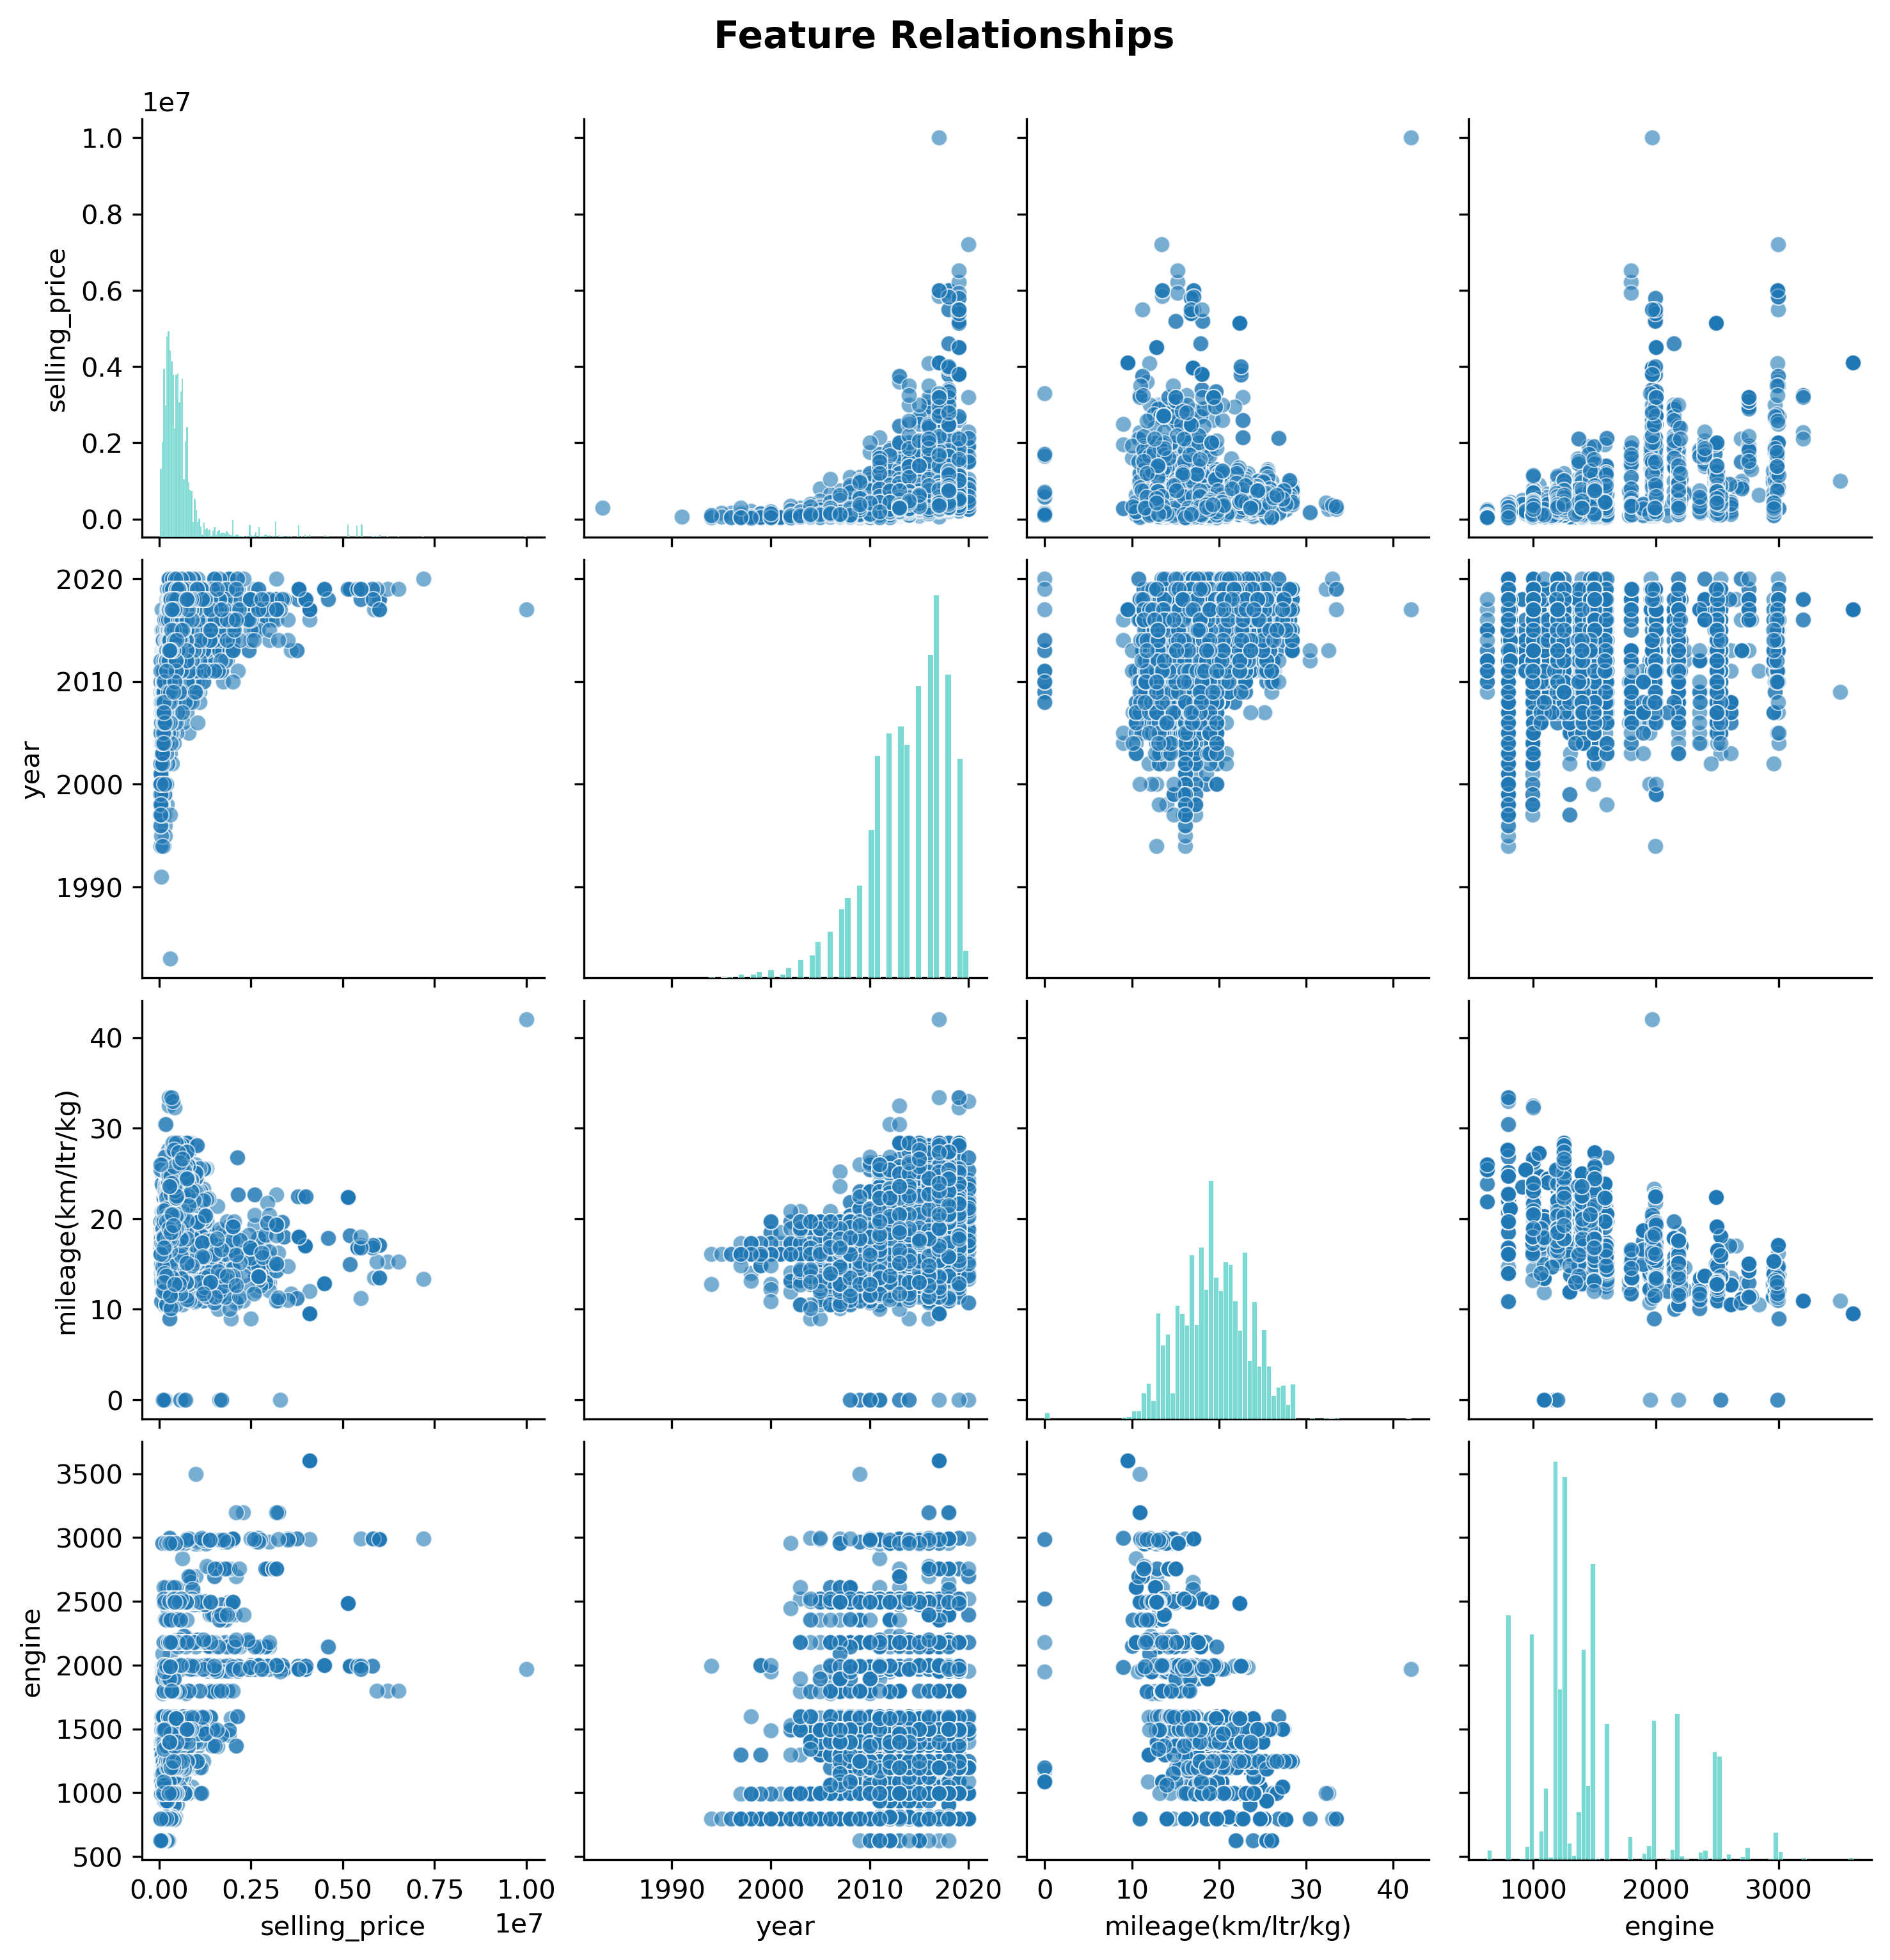 Feature Relationships
1e7
1.0
0.8
0.6
0.4
0.2
0.0
selling_price
2020
2010
2000
1990
year
40
30
20
10
0
mileage(km/ltr/kg)
3500
3000
2500
2000
1500
1000
500
engine
0.00 0.25 0.50 0.75 1.00
1e7
selling_price
1990 2000 2010 2020
year
0 10 20 30 40
mileage(km/ltr/kg)
1000 2000 3000
engine